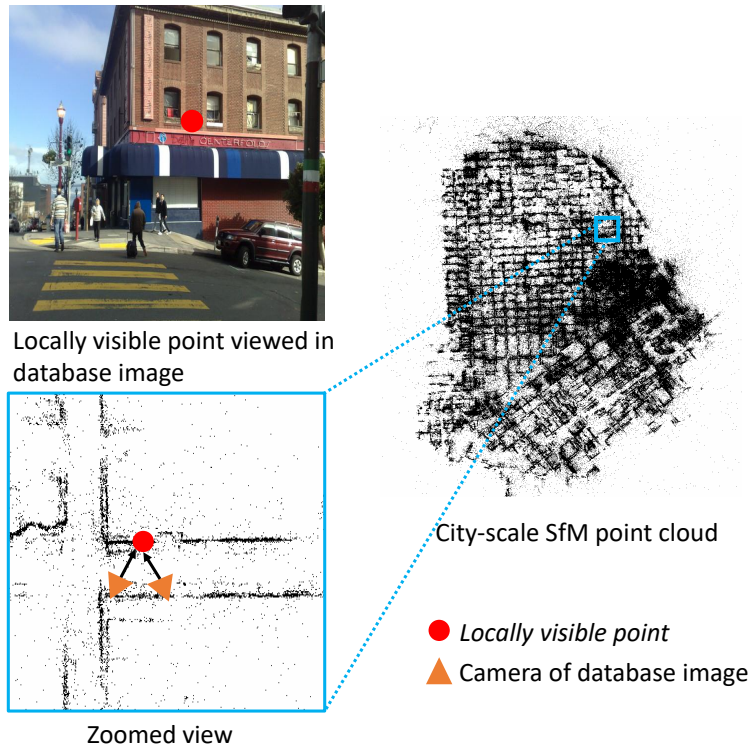 CENTERFOLDS
Locally visible point viewed in
database image
City-scale SfM point cloud
Locally visible point
Camera of database image
Zoomed view